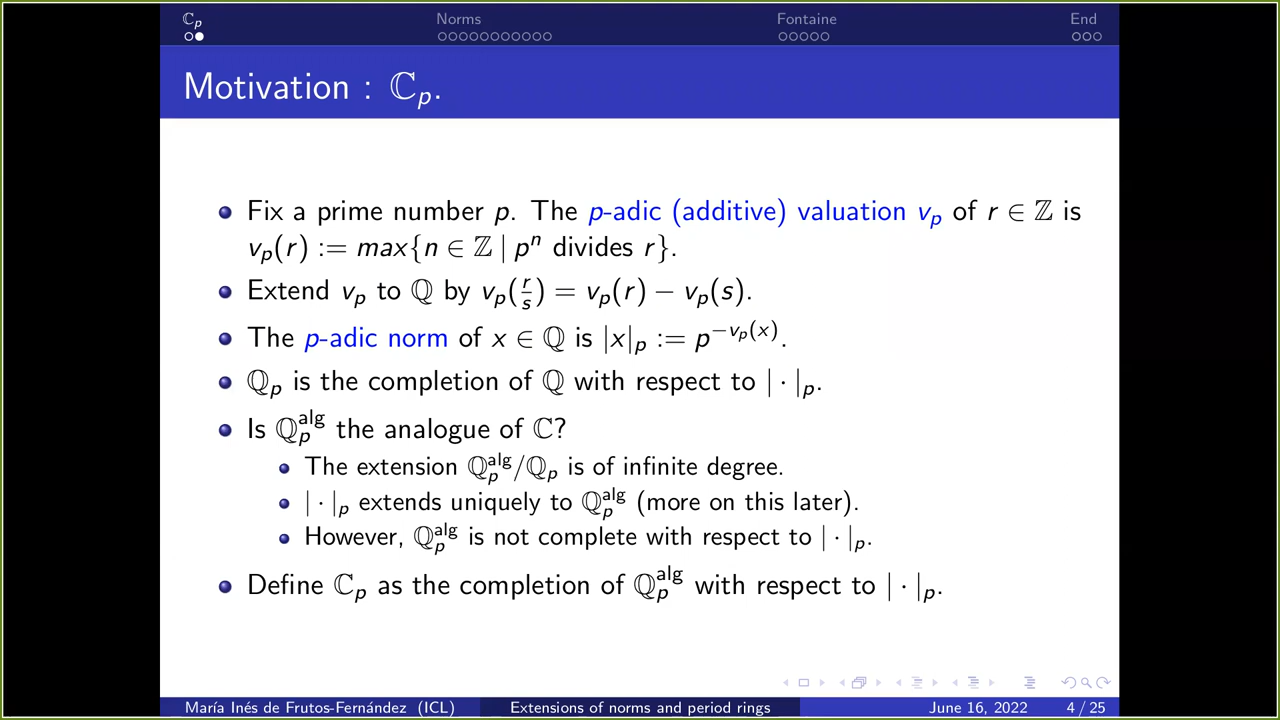 ℂₚ Norms Fontaine End
Motivation : ℂₚ.
Fix a prime number p. The p-adic (additive) valuation vₚ of r ∈ ℤ is
vₚ(r) := max{n ∈ ℤ | pⁿ divides r}.
Extend vₚ to ℚ by vₚ(r/s) = vₚ(r) − vₚ(s).
The p-adic norm of x ∈ ℚ is |x|ₚ := p^{−vₚ(x)}.
ℚₚ is the completion of ℚ with respect to | · |ₚ.
Is ℚₚ^{alg} the analogue of ℂ?
The extension ℚₚ^{alg}/ℚₚ is of infinite degree.
| · |ₚ extends uniquely to ℚₚ^{alg} (more on this later).
However, ℚₚ^{alg} is not complete with respect to | · |ₚ.
Define ℂₚ as the completion of ℚₚ^{alg} with respect to | · |ₚ.
María Inés de Frutos-Fernández (ICL) Extensions of norms and period rings June 16, 2022 4 / 25